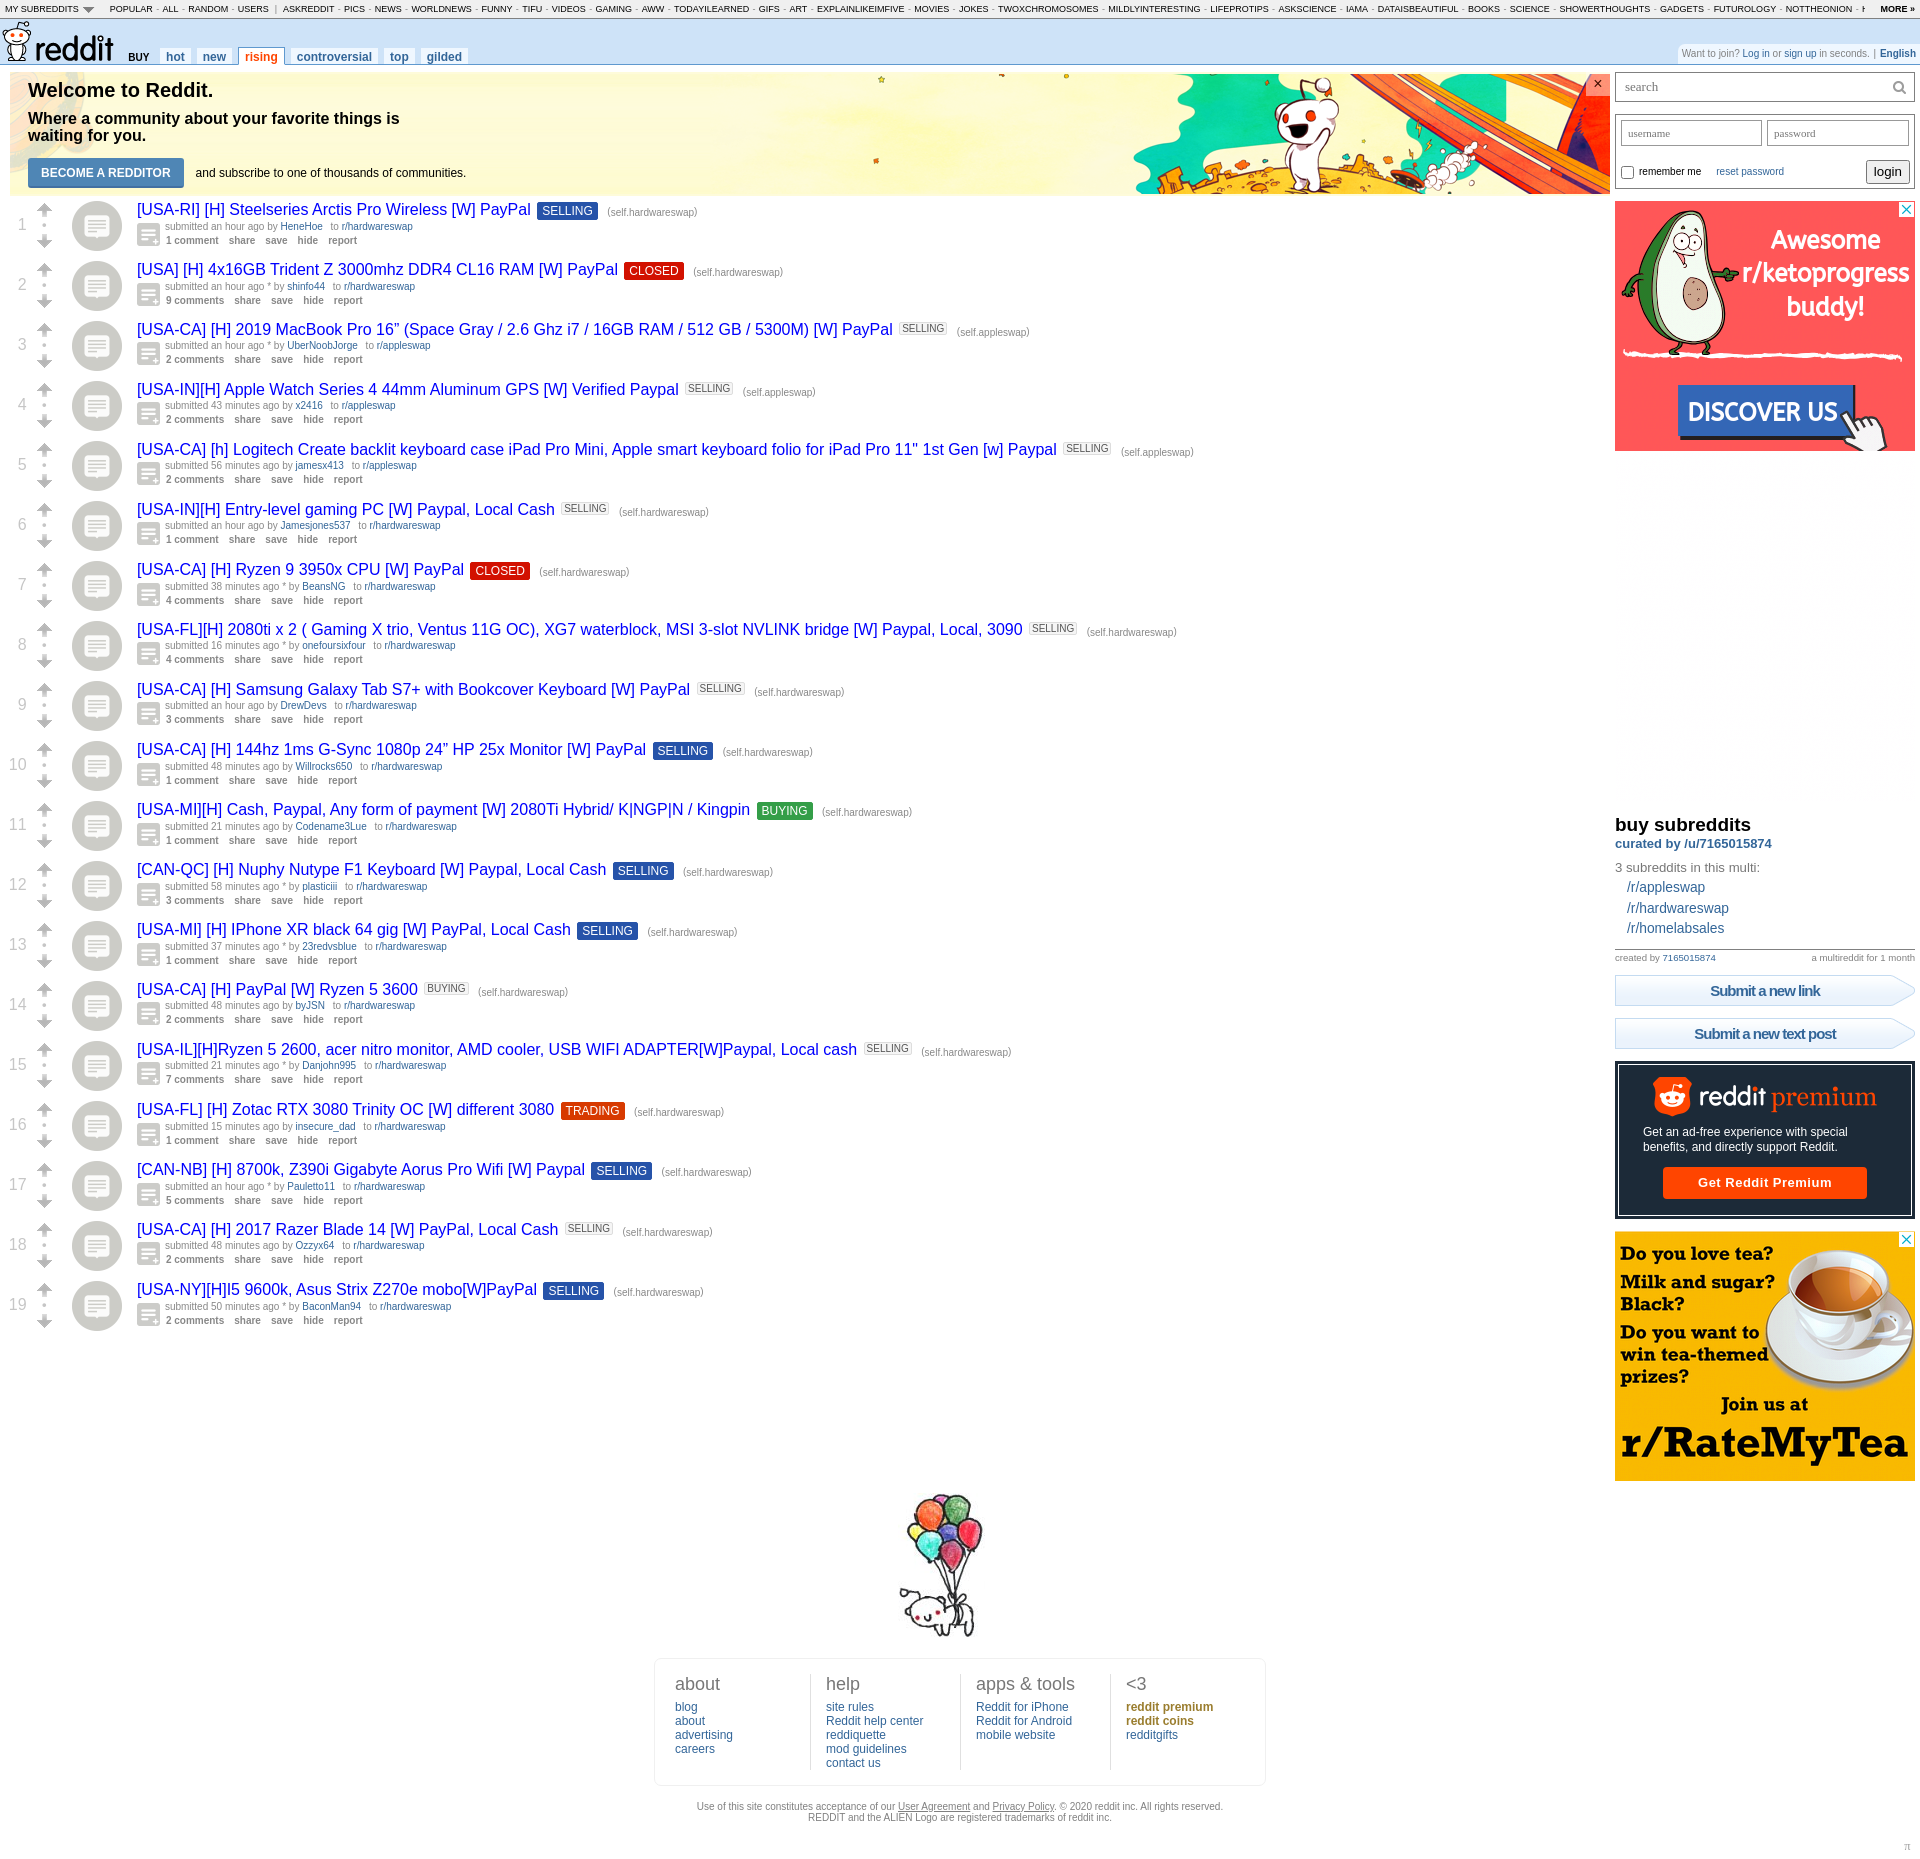 MY SUBREDDITS POPULAR - ALL - RANDOM - USERS | ASKREDDIT - PICS - NEWS - WORLDNEWS - FUNNY - TIFU - VIDEOS - GAMING - AWW - TODAYILEARNED - GIFS - ART - EXPLAINLIKEIMFIVE - MOVIES - JOKES - TWOXCHROMOSOMES - MILDLYINTERESTING - LIFEPROTIPS - ASKSCIENCE - IAMA - DATAISBEAUTIFUL - BOOKS - SCIENCE - SHOWERTHOUGHTS - GADGETS - FUTUROLOGY - NOTTHEONION - MORE »
reddit BUY hot new rising controversial top gilded
Want to join? Log in or sign up in seconds. | English
Welcome to Reddit.
Where a community about your favorite things is
waiting for you.
BECOME A REDDITOR and subscribe to one of thousands of communities.
×
1
[USA-RI] [H] Steelseries Arctis Pro Wireless [W] PayPal SELLING (self.hardwareswap)
submitted an hour ago by HeneHoe to r/hardwareswap
1 comment share save hide report
2
[USA] [H] 4x16GB Trident Z 3000mhz DDR4 CL16 RAM [W] PayPal CLOSED (self.hardwareswap)
submitted an hour ago * by shinfo44 to r/hardwareswap
9 comments share save hide report
3
[USA-CA] [H] 2019 MacBook Pro 16” (Space Gray / 2.6 Ghz i7 / 16GB RAM / 512 GB / 5300M) [W] PayPal SELLING (self.appleswap)
submitted an hour ago * by UberNoobJorge to r/appleswap
2 comments share save hide report
4
[USA-IN][H] Apple Watch Series 4 44mm Aluminum GPS [W] Verified Paypal SELLING (self.appleswap)
submitted 43 minutes ago by x2416 to r/appleswap
2 comments share save hide report
5
[USA-CA] [h] Logitech Create backlit keyboard case iPad Pro Mini, Apple smart keyboard folio for iPad Pro 11" 1st Gen [w] Paypal SELLING (self.appleswap)
submitted 56 minutes ago by jamesx413 to r/appleswap
2 comments share save hide report
6
[USA-IN][H] Entry-level gaming PC [W] Paypal, Local Cash SELLING (self.hardwareswap)
submitted an hour ago by Jamesjones537 to r/hardwareswap
1 comment share save hide report
7
[USA-CA] [H] Ryzen 9 3950x CPU [W] PayPal CLOSED (self.hardwareswap)
submitted 38 minutes ago * by BeansNG to r/hardwareswap
4 comments share save hide report
8
[USA-FL][H] 2080ti x 2 ( Gaming X trio, Ventus 11G OC), XG7 waterblock, MSI 3-slot NVLINK bridge [W] Paypal, Local, 3090 SELLING (self.hardwareswap)
submitted 16 minutes ago * by onefoursixfour to r/hardwareswap
4 comments share save hide report
9
[USA-CA] [H] Samsung Galaxy Tab S7+ with Bookcover Keyboard [W] PayPal SELLING (self.hardwareswap)
submitted an hour ago by DrewDevs to r/hardwareswap
3 comments share save hide report
10
[USA-CA] [H] 144hz 1ms G-Sync 1080p 24” HP 25x Monitor [W] PayPal SELLING (self.hardwareswap)
submitted 48 minutes ago by Willrocks650 to r/hardwareswap
1 comment share save hide report
11
[USA-MI][H] Cash, Paypal, Any form of payment [W] 2080Ti Hybrid/ K|NGP|N / Kingpin BUYING (self.hardwareswap)
submitted 21 minutes ago by Codename3Lue to r/hardwareswap
1 comment share save hide report
12
[CAN-QC] [H] Nuphy Nutype F1 Keyboard [W] Paypal, Local Cash SELLING (self.hardwareswap)
submitted 58 minutes ago * by plasticiii to r/hardwareswap
3 comments share save hide report
13
[USA-MI] [H] IPhone XR black 64 gig [W] PayPal, Local Cash SELLING (self.hardwareswap)
submitted 37 minutes ago * by 23redvsblue to r/hardwareswap
1 comment share save hide report
14
[USA-CA] [H] PayPal [W] Ryzen 5 3600 BUYING (self.hardwareswap)
submitted 48 minutes ago by byJSN to r/hardwareswap
2 comments share save hide report
15
[USA-IL][H]Ryzen 5 2600, acer nitro monitor, AMD cooler, USB WIFI ADAPTER[W]Paypal, Local cash SELLING (self.hardwareswap)
submitted 21 minutes ago * by Danjohn995 to r/hardwareswap
7 comments share save hide report
16
[USA-FL] [H] Zotac RTX 3080 Trinity OC [W] different 3080 TRADING (self.hardwareswap)
submitted 15 minutes ago by insecure_dad to r/hardwareswap
1 comment share save hide report
17
[CAN-NB] [H] 8700k, Z390i Gigabyte Aorus Pro Wifi [W] Paypal SELLING (self.hardwareswap)
submitted an hour ago * by Pauletto11 to r/hardwareswap
5 comments share save hide report
18
[USA-CA] [H] 2017 Razer Blade 14 [W] PayPal, Local Cash SELLING (self.hardwareswap)
submitted 48 minutes ago by Ozzyx64 to r/hardwareswap
2 comments share save hide report
19
[USA-NY][H]I5 9600k, Asus Strix Z270e mobo[W]PayPal SELLING (self.hardwareswap)
submitted 50 minutes ago * by BaconMan94 to r/hardwareswap
2 comments share save hide report
search
username password
remember me reset password login
Awesome
r/ketoprogress
buddy!
DISCOVER US
buy subreddits
curated by /u/7165015874
3 subreddits in this multi:
/r/appleswap
/r/hardwareswap
/r/homelabsales
created by 7165015874 a multireddit for 1 month
Submit a new link
Submit a new text post
reddit premium
Get an ad-free experience with special
benefits, and directly support Reddit.
Get Reddit Premium
Do you love tea?
Milk and sugar?
Black?
Do you want to
win tea-themed
prizes?
Join us at
r/RateMyTea
about
blog
about
advertising
careers
help
site rules
Reddit help center
reddiquette
mod guidelines
contact us
apps & tools
Reddit for iPhone
Reddit for Android
mobile website
<3
reddit premium
reddit coins
redditgifts
Use of this site constitutes acceptance of our User Agreement and Privacy Policy. © 2020 reddit inc. All rights reserved.
REDDIT and the ALIEN Logo are registered trademarks of reddit inc.
π